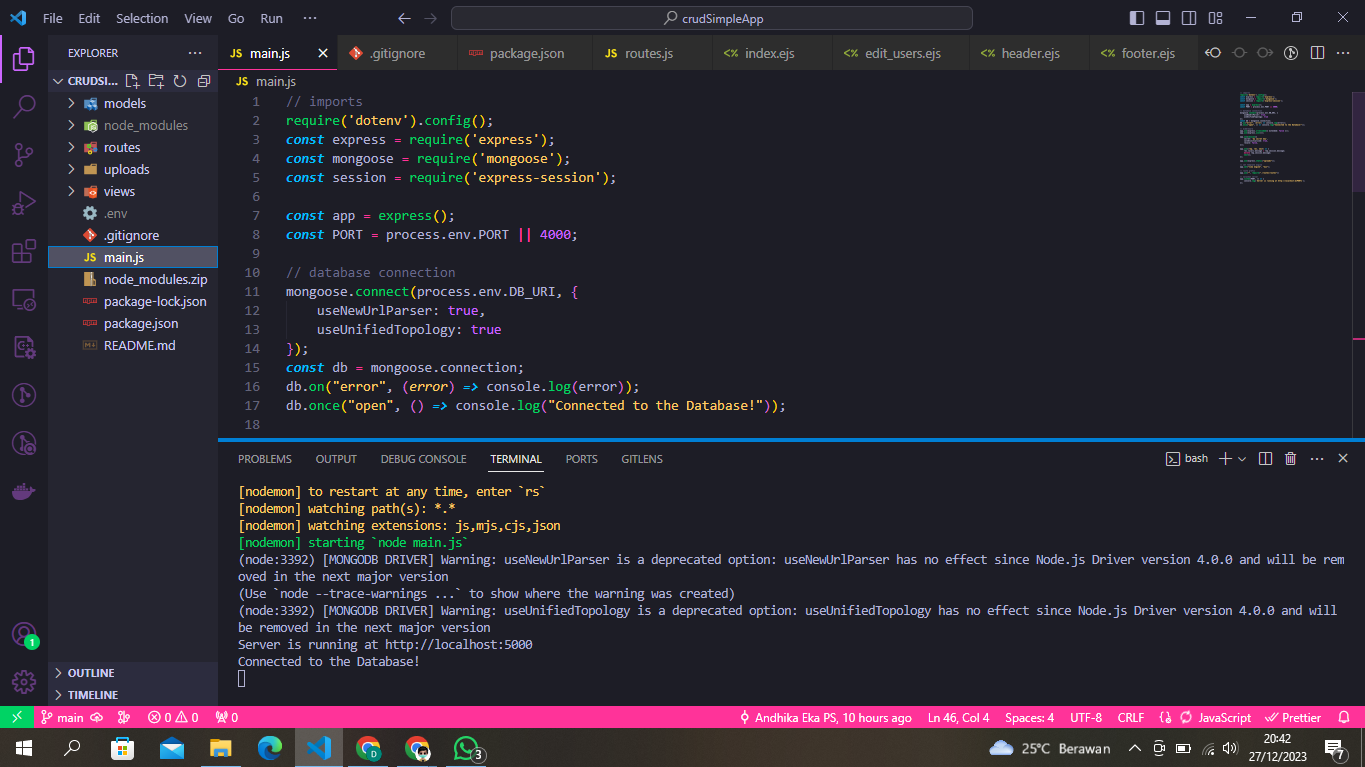 File Edit Selection View Go Run ··· crudSimpleApp
EXPLORER ···
CRUDSI...
models
node_modules
routes
uploads
views
.env
.gitignore
JS main.js
node_modules.zip
package-lock.json
package.json
README.md
OUTLINE
TIMELINE
JS main.js .gitignore package.json JS routes.js <% index.ejs <% edit_users.ejs <% header.ejs <% footer.ejs
JS main.js
1 // imports
2 require('dotenv').config();
3 const express = require('express');
4 const mongoose = require('mongoose');
5 const session = require('express-session');
6
7 const app = express();
8 const PORT = process.env.PORT || 4000;
9
10 // database connection
11 mongoose.connect(process.env.DB_URI, {
12 useNewUrlParser: true,
13 useUnifiedTopology: true
14 });
15 const db = mongoose.connection;
16 db.on("error", (error) => console.log(error));
17 db.once("open", () => console.log("Connected to the Database!"));
18
PROBLEMS OUTPUT DEBUG CONSOLE TERMINAL PORTS GITLENS bash
[nodemon] to restart at any time, enter `rs`
[nodemon] watching path(s): *.*
[nodemon] watching extensions: js,mjs,cjs,json
[nodemon] starting `node main.js`
(node:3392) [MONGODB DRIVER] Warning: useNewUrlParser is a deprecated option: useNewUrlParser has no effect since Node.js Driver version 4.0.0 and will be rem
oved in the next major version
(Use `node --trace-warnings ...` to show where the warning was created)
(node:3392) [MONGODB DRIVER] Warning: useUnifiedTopology is a deprecated option: useUnifiedTopology has no effect since Node.js Driver version 4.0.0 and will
be removed in the next major version
Server is running at http://localhost:5000
Connected to the Database!
1
main 0 0 0 Andhika Eka PS, 10 hours ago Ln 46, Col 4 Spaces: 4 UTF-8 CRLF JavaScript Prettier
D 3 25°C Berawan 20:42
27/12/2023 7